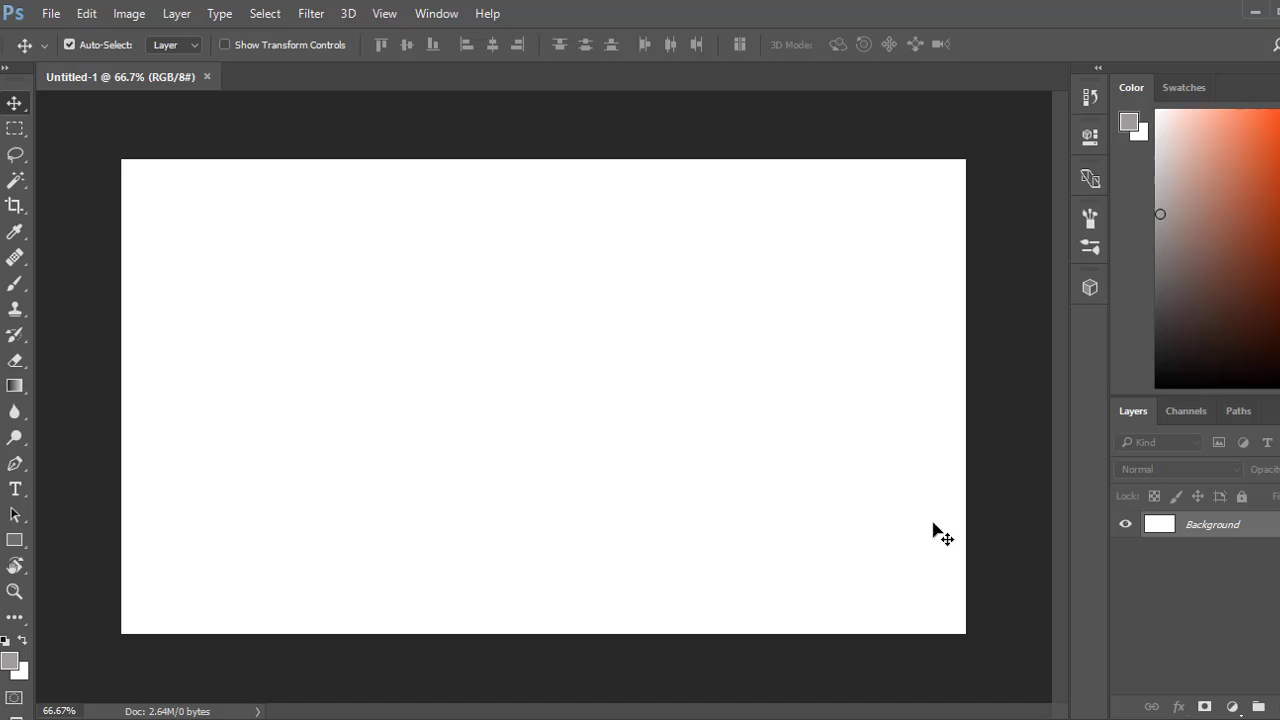 Ps File Edit Image Layer Type Select Filter 3D View Window Help
Auto-Select: Layer Show Transform Controls 3D Mode:
Untitled-1 @ 66.7% (RGB/8#)
Color Swatches
Layers Channels Paths
Kind
Normal
Lock:
Background
66.67% Doc: 2.64M/0 bytes